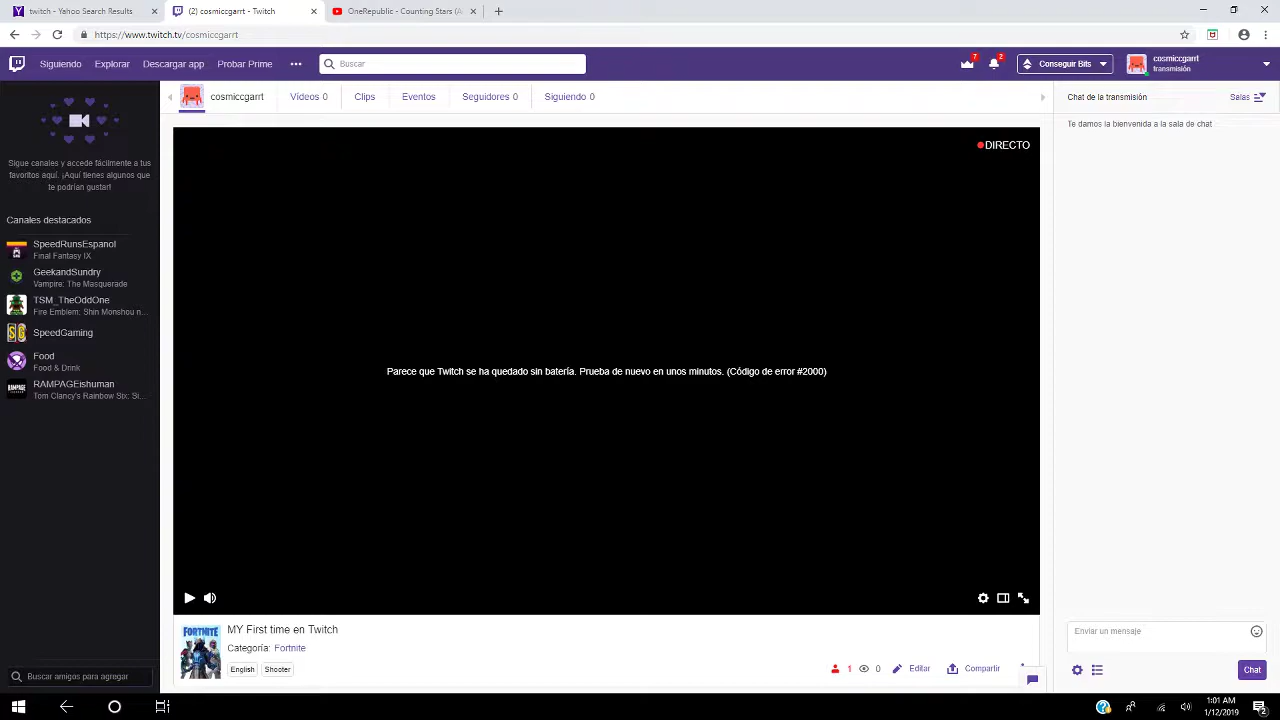 twitch - Yahoo Search Results
(2) cosmiccgarrt - Twitch
OneRepublic - Counting Stars (A
https://www.twitch.tv/cosmiccgarrt
Siguiendo
Explorar
Descargar app
Probar Prime
•••
Buscar
7
2
Conseguir Bits
cosmiccgarrt
transmisión
Sigue canales y accede fácilmente a tus
favoritos aquí. ¡Aquí tienes algunos que
te podrían gustar!
Canales destacados
SpeedRunsEspanol
Final Fantasy IX
GeekandSundry
Vampire: The Masquerade
TSM_TheOddOne
Fire Emblem: Shin Monshou n...
SpeedGaming
Food
Food & Drink
RAMPAGEishuman
Tom Clancy's Rainbow Six: Si...
Buscar amigos para agregar
cosmiccgarrt
Vídeos 0
Clips
Eventos
Seguidores 0
Siguiendo 0
DIRECTO
Parece que Twitch se ha quedado sin batería. Prueba de nuevo en unos minutos. (Código de error #2000)
FORTNITE
MY First time en Twitch
Categoría: Fortnite
English
Shooter
1
0
Editar
Compartir
Chat de la transmisión
Salas
Te damos la bienvenida a la sala de chat
Enviar un mensaje
Chat
1:01 AM
1/12/2019
2